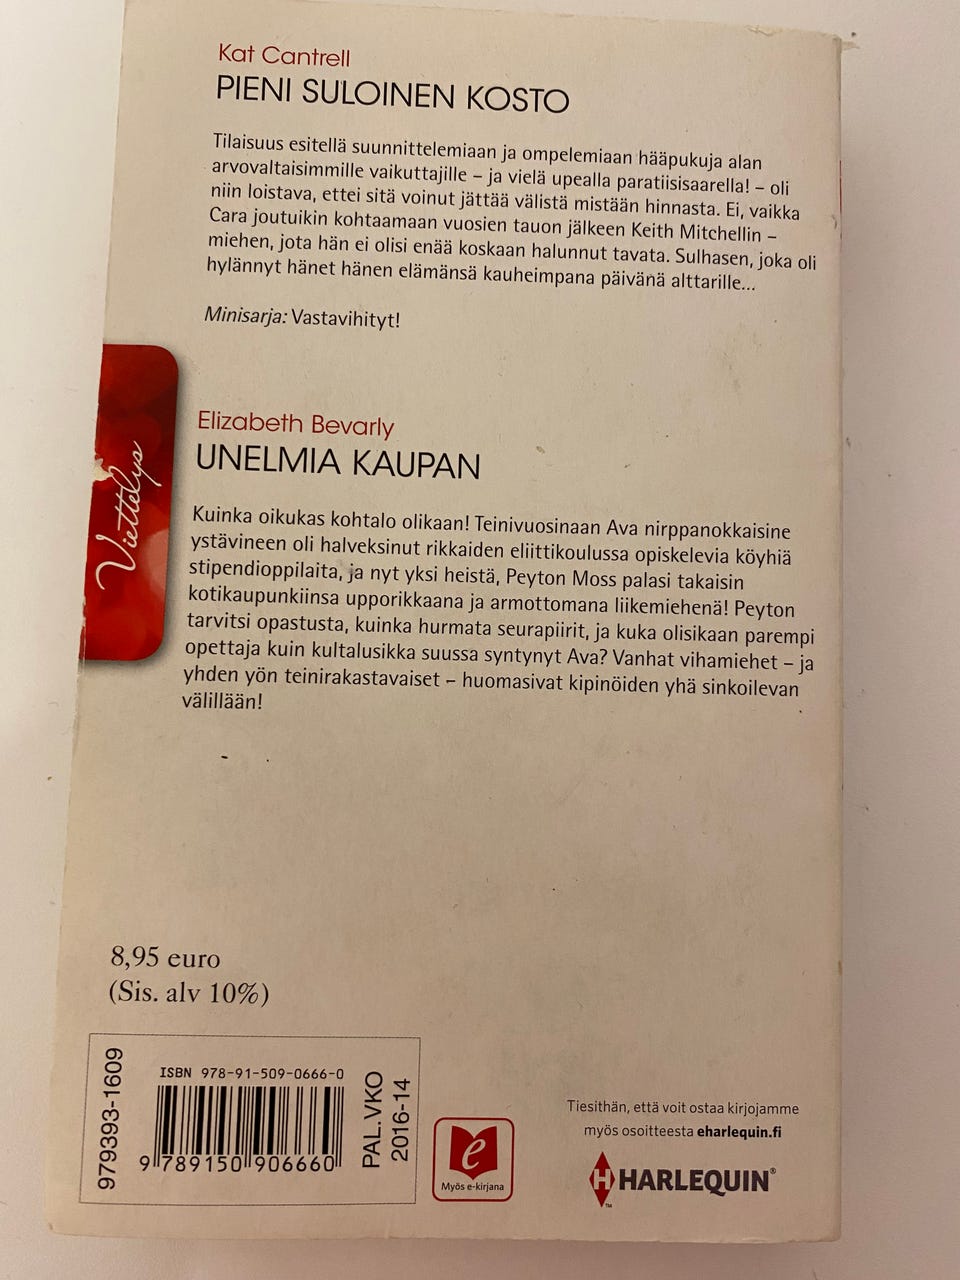 Kat Cantrell
PIENI SULOINEN KOSTO
Tilaisuus esitellä suunnittelemiaan ja ompelemiaan hääpukuja alan
arvovaltaisimmille vaikuttajille – ja vielä upealla paratiisisaarella! – oli
niin loistava, ettei sitä voinut jättää välistä mistään hinnasta. Ei, vaikka
Cara joutuikin kohtaamaan vuosien tauon jälkeen Keith Mitchellin –
miehen, jota hän ei olisi enää koskaan halunnut tavata. Sulhasen, joka oli
hylännyt hänet hänen elämänsä kauheimpana päivänä alttarille...
Minisarja: Vastavihityt!
Elizabeth Bevarly
UNELMIA KAUPAN
Kuinka oikukas kohtalo olikaan! Teinivuosinaan Ava nirppanokkaisine
ystävineen oli halveksinut rikkaiden eliittikoulussa opiskelevia köyhiä
stipendioppilaita, ja nyt yksi heistä, Peyton Moss palasi takaisin
kotikaupunkiinsa upporikkaana ja armottomana liikemiehenä! Peyton
tarvitsi opastusta, kuinka hurmata seurapiirit, ja kuka olisikaan parempi
opettaja kuin kultalusikka suussa syntynyt Ava? Vanhat vihamiehet – ja
yhden yön teinirakastavaiset – huomasivat kipinöiden yhä sinkoilevan
välillään!
Viettelys
8,95 euro
(Sis. alv 10%)
979393-1609
ISBN 978-91-509-0666-0
9 789150 906660
PAL.VKO
2016-14
e
Myös e-kirjana
Tiesithän, että voit ostaa kirjojamme
myös osoitteesta eharlequin.fi
H HARLEQUIN®
™